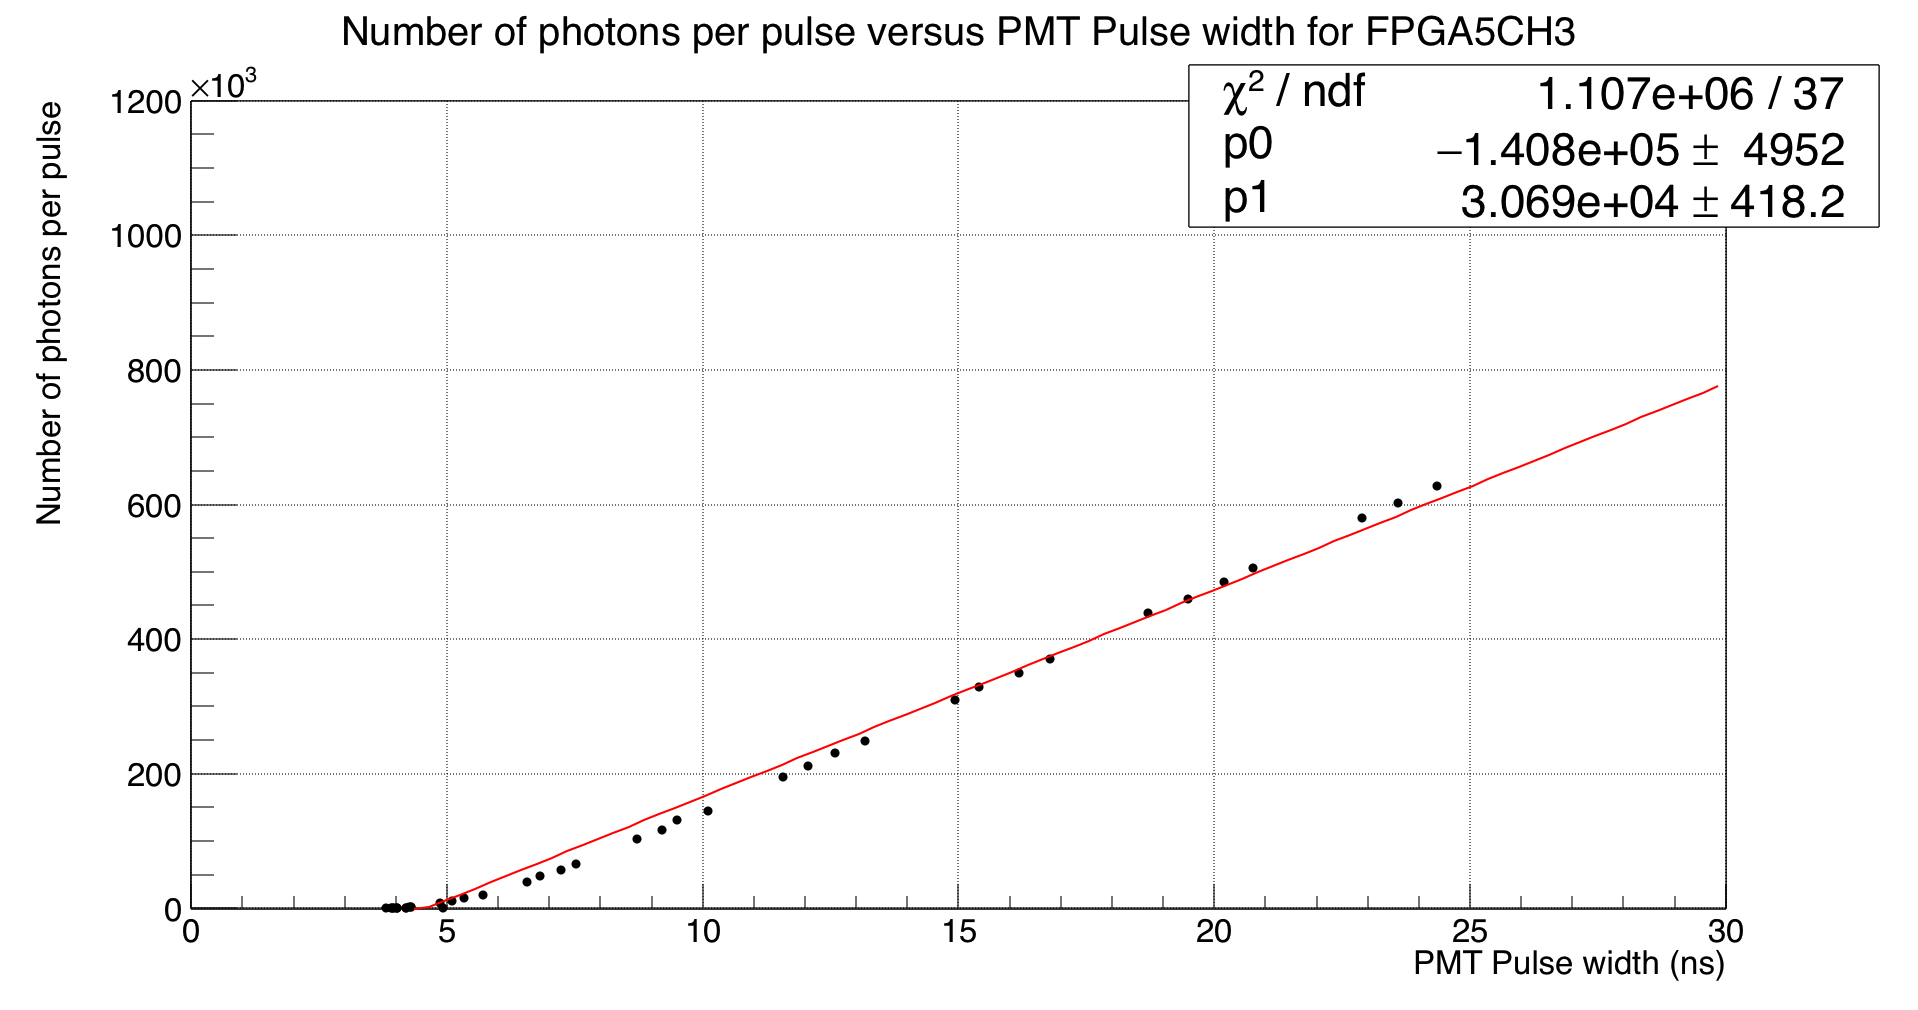 Number of photons per pulse versus PMT Pulse width for FPGA5CH3
×10³
χ² / ndf 1.107e+06 / 37
p0 −1.408e+05 ± 4952
p1 3.069e+04 ± 418.2
Number of photons per pulse
1200
1000
800
600
400
200
0
0 5 10 15 20 25 30
PMT Pulse width (ns)